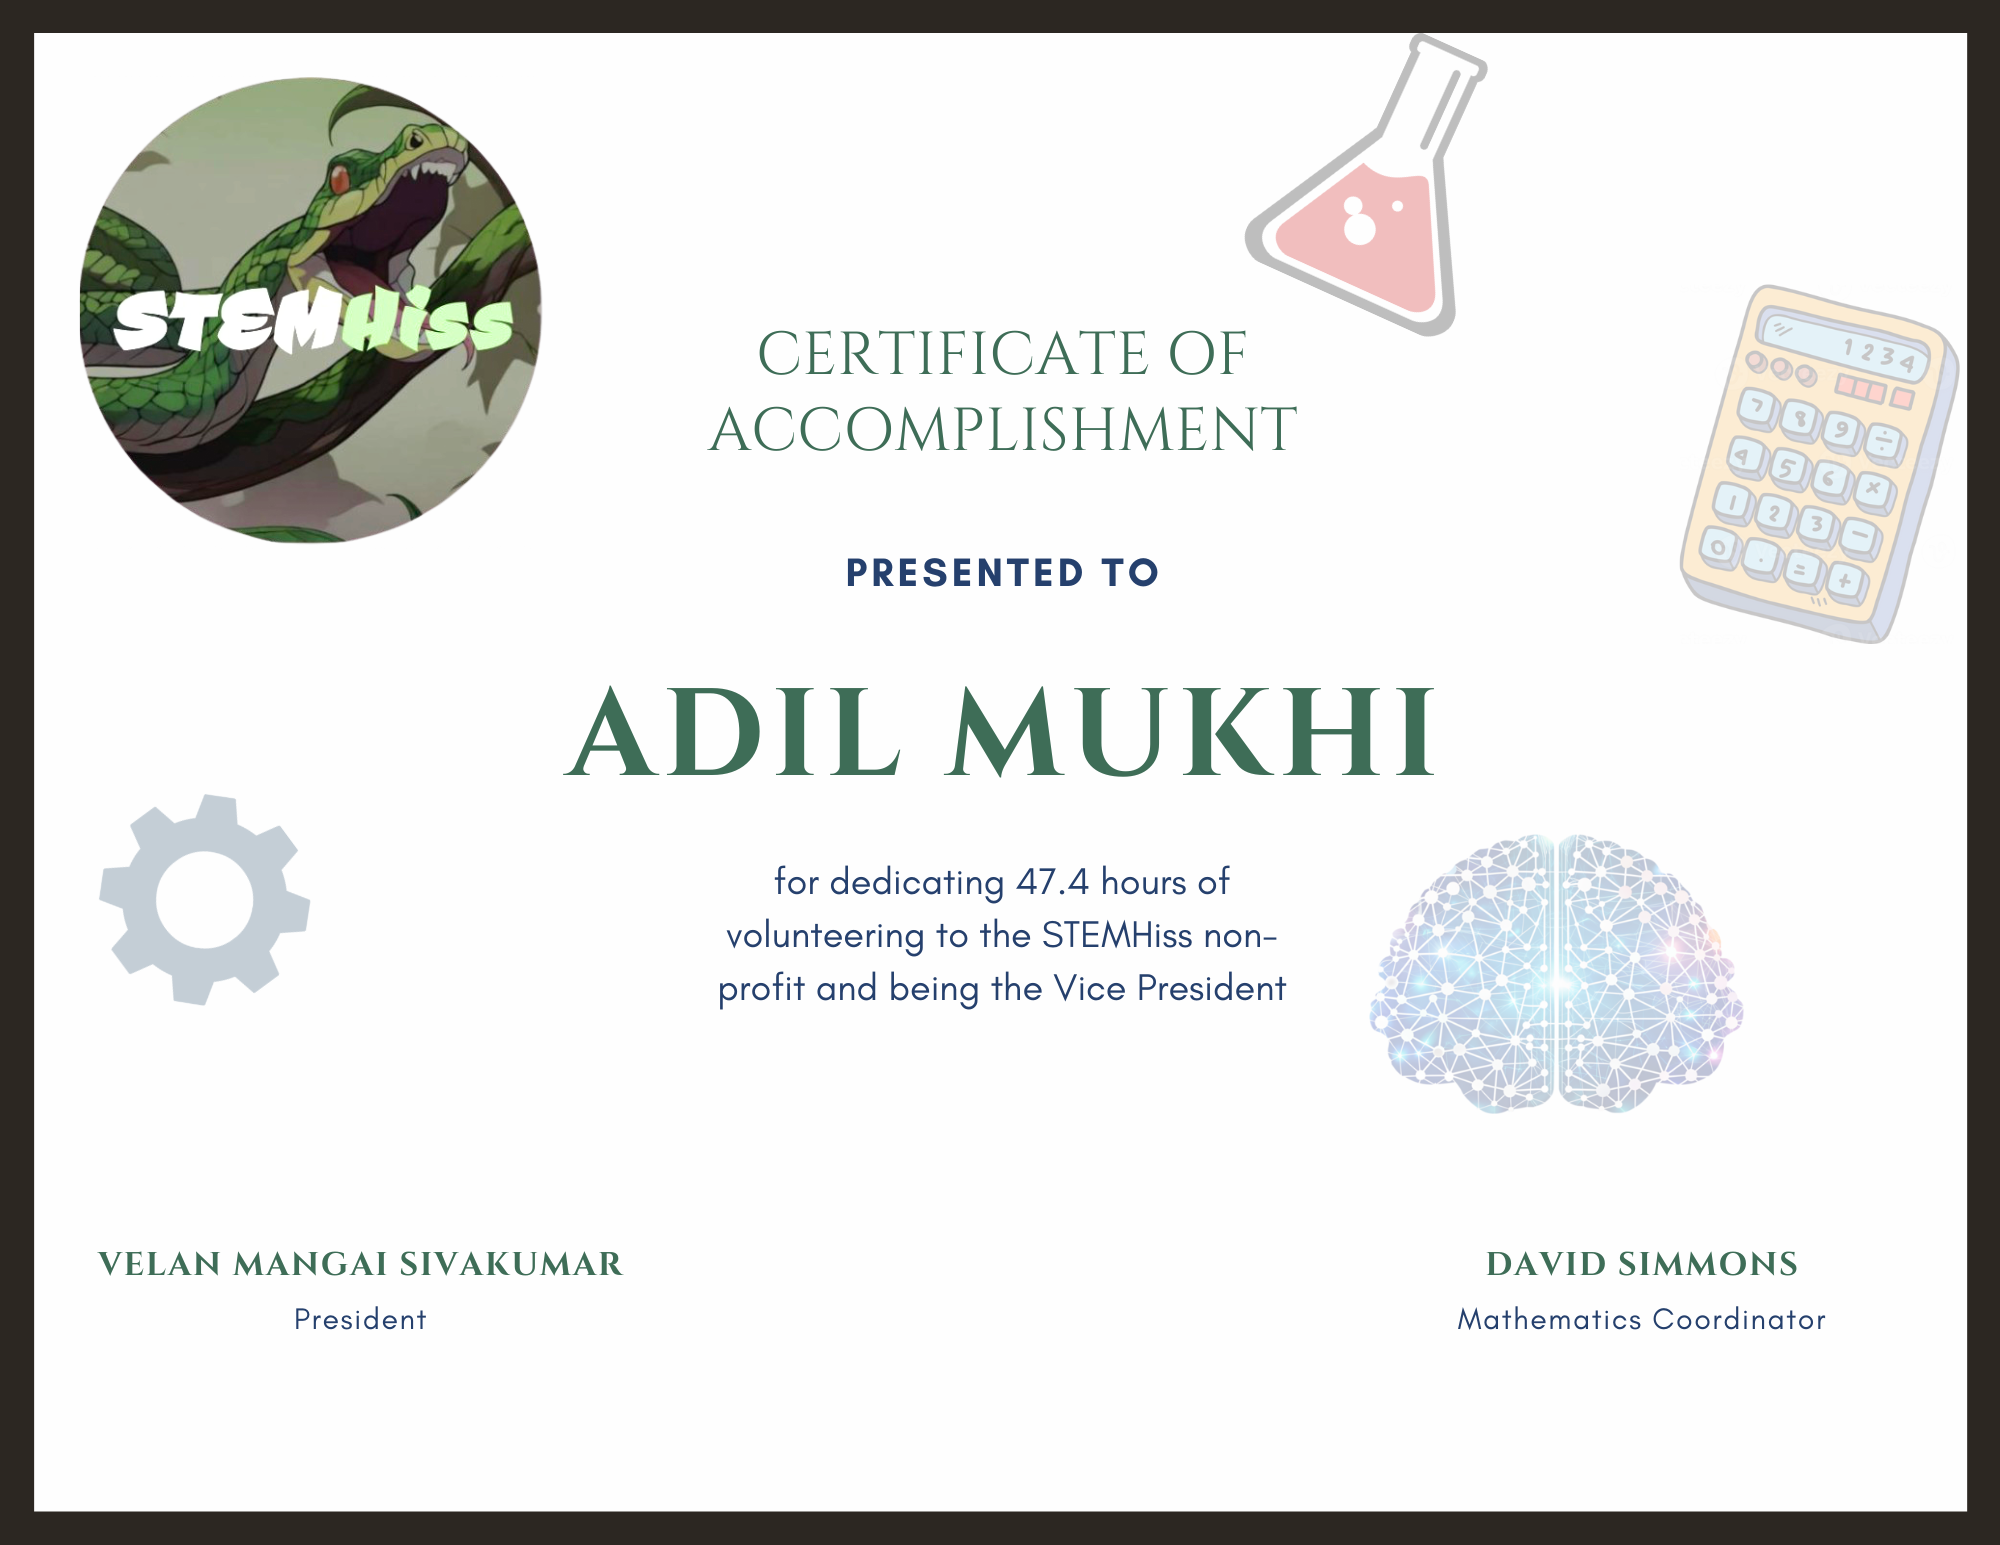 STEMHiss
CERTIFICATE OF
ACCOMPLISHMENT
PRESENTED TO
ADIL MUKHI
for dedicating 47.4 hours of
volunteering to the STEMHiss non-
profit and being the Vice President
VELAN MANGAI SIVAKUMAR
President
DAVID SIMMONS
Mathematics Coordinator
1234
7 8 9 ÷
4 5 6 ×
1 2 3 −
0 . = +